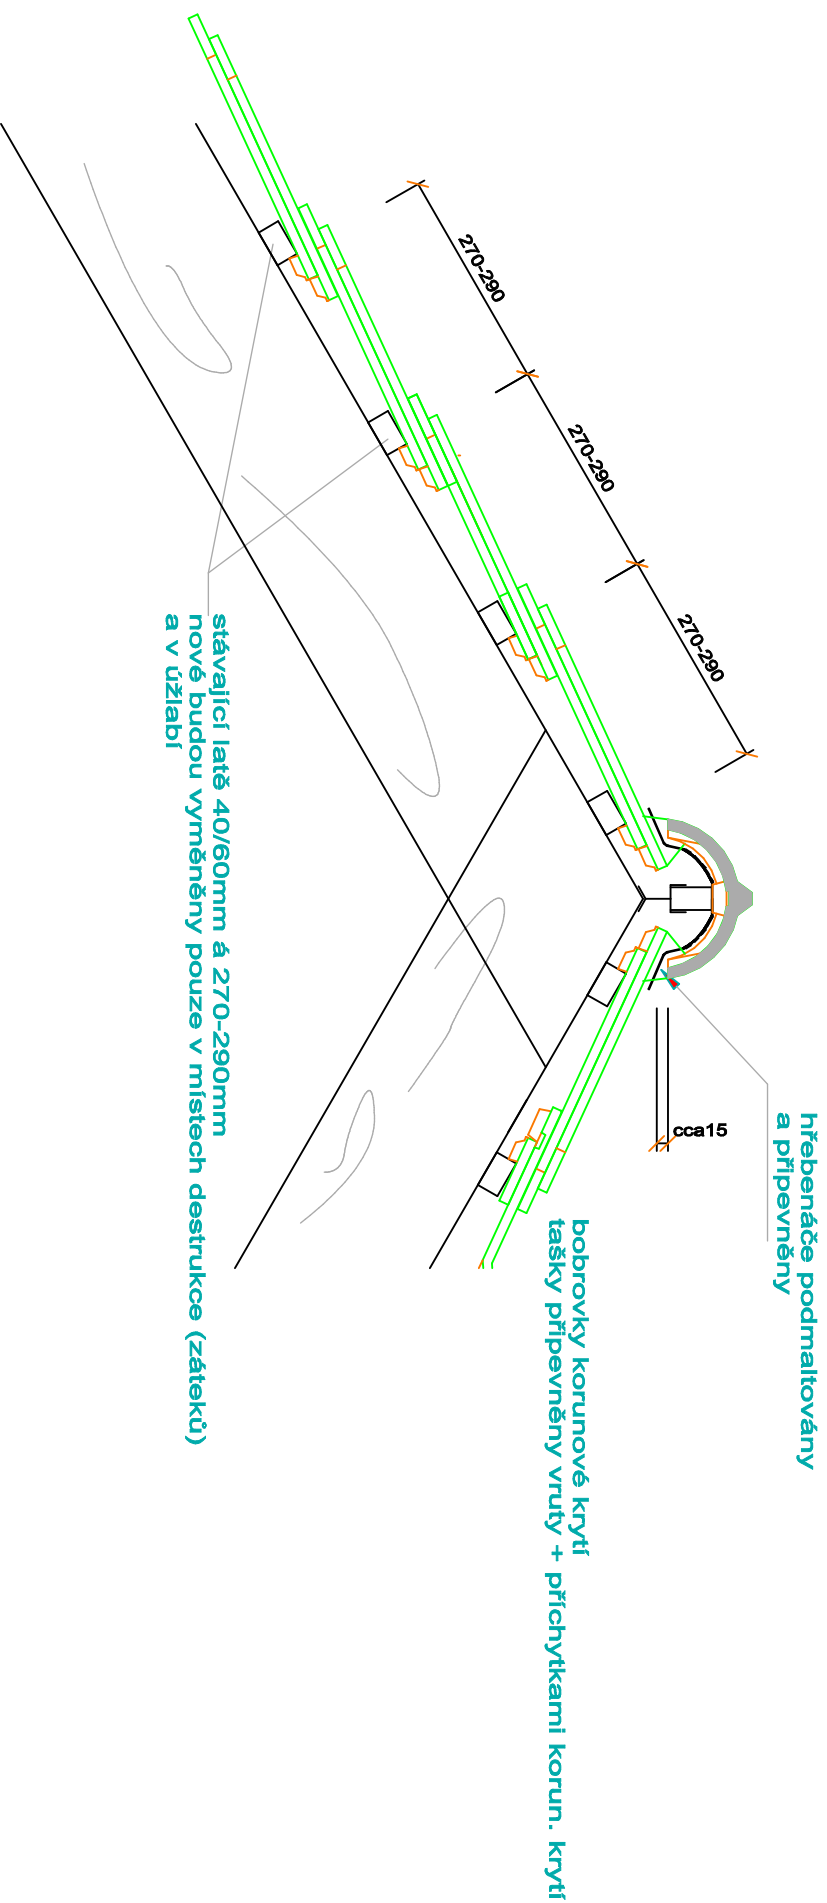 hřebenáče podmaltovány
a připevněny
270-290
270-290
270-290
cca15
bobrovky korunové krytí
tašky připevněny vruty + příchytkami korun. krytí
stávající latě 40/60mm á 270-290mm
nové budou vyměněny pouze v místech destrukce (záteků)
a v úžlabí